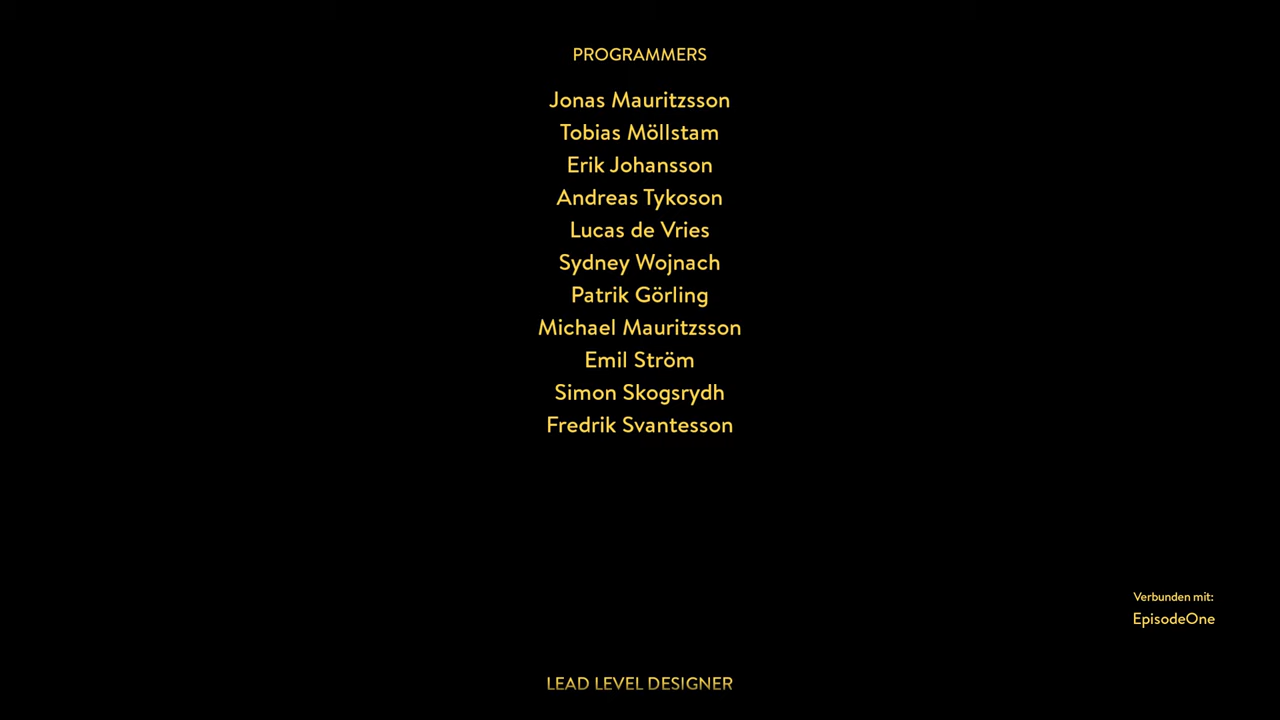 PROGRAMMERS
Jonas Mauritzsson
Tobias Möllstam
Erik Johansson
Andreas Tykoson
Lucas de Vries
Sydney Wojnach
Patrik Görling
Michael Mauritzsson
Emil Ström
Simon Skogsrydh
Fredrik Svantesson
Verbunden mit:
EpisodeOne
LEAD LEVEL DESIGNER